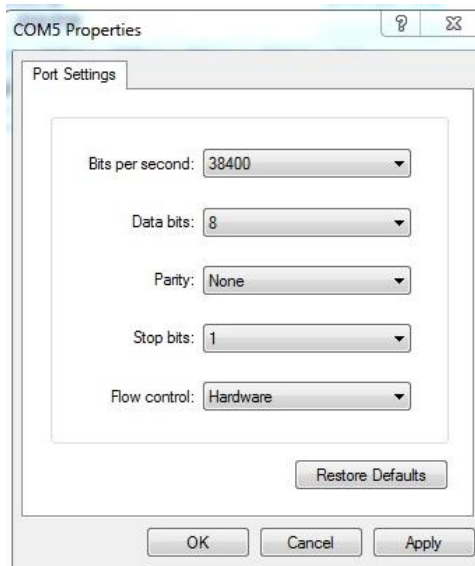 COM5 Properties
Port Settings
Bits per second: 38400
Data bits: 8
Parity: None
Stop bits: 1
Flow control: Hardware
Restore Defaults
OK Cancel Apply